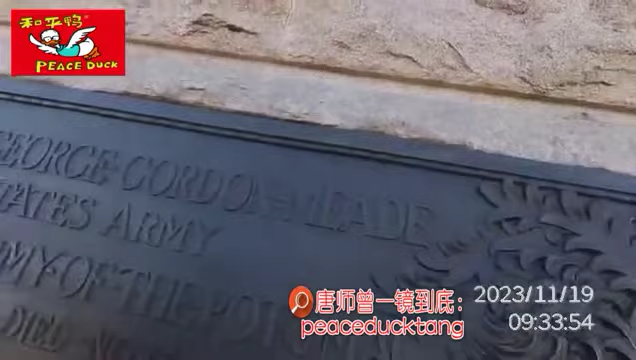 和平鸭
PEACE DUCK
GEORGE GORDON MEADE
STATES ARMY
MY OF THE POT
DIED
唐师曾一镜到底:
peaceducktang
2023/11/19
09:33:54